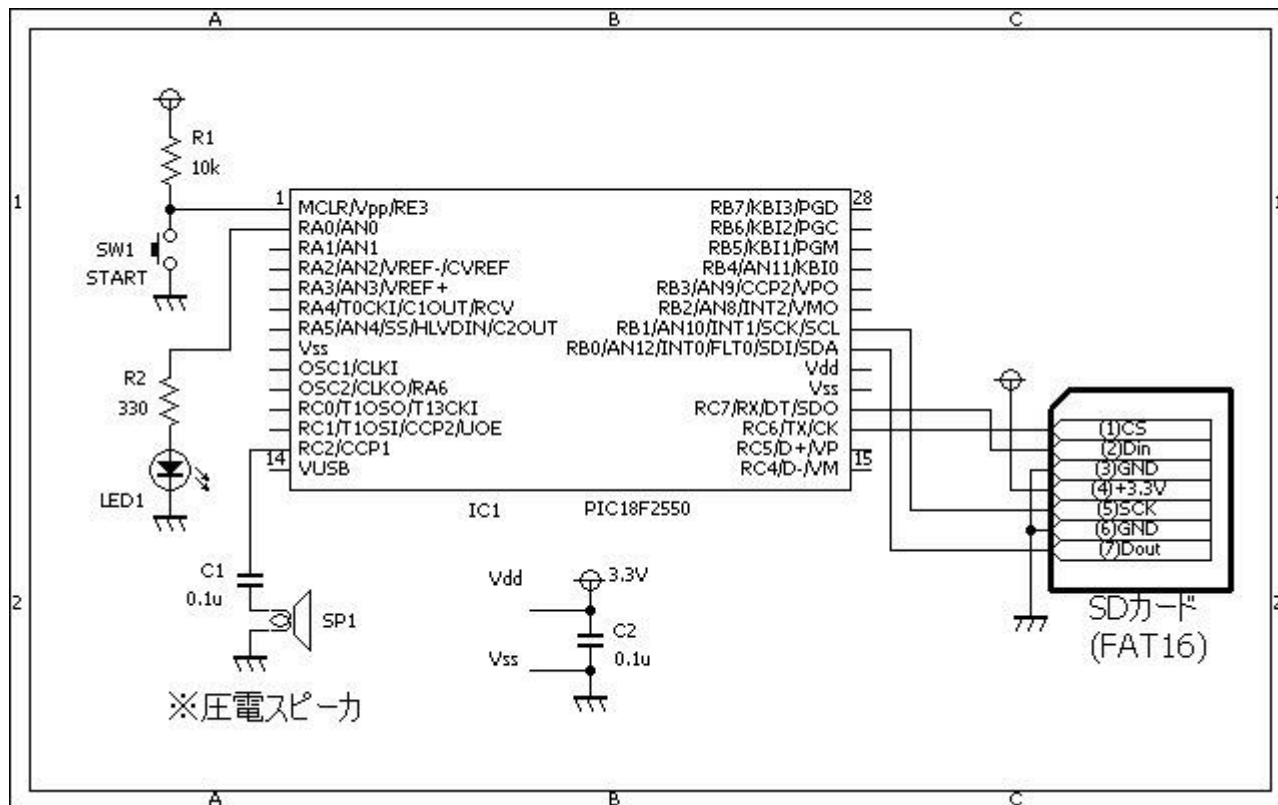 A B C
R1
10k
1 1
1 28
MCLR/Vpp/RE3 RB7/KBI3/PGD
RA0/AN0 RB6/KBI2/PGC
SW1 RA1/AN1 RB5/KBI1/PGM
START RA2/AN2/VREF-/CVREF RB4/AN11/KBI0
RA3/AN3/VREF+ RB3/AN9/CCP2/VPO
RA4/T0CKI/C1OUT/RCV RB2/AN8/INT2/VMO
RA5/AN4/SS/HLVDIN/C2OUT RB1/AN10/INT1/SCK/SCL
Vss RB0/AN12/INT0/FLT0/SDI/SDA
OSC1/CLKI Vdd
R2 OSC2/CLKO/RA6 Vss
330 RC0/T1OSO/T13CKI RC7/RX/DT/SDO
RC1/T1OSI/CCP2/UOE RC6/TX/CK
RC2/CCP1 RC5/D+/VP
14 VUSB RC4/D-/VM 15
(1)CS
(2)Din
(3)GND
(4)+3.3V
(5)SCK
(6)GND
(7)Dout
LED1
IC1 PIC18F2550
C1
0.1u
SP1
Vdd 3.3V
C2
Vss 0.1u
2 2
SDカード
(FAT16)
※圧電スピーカ
A B C